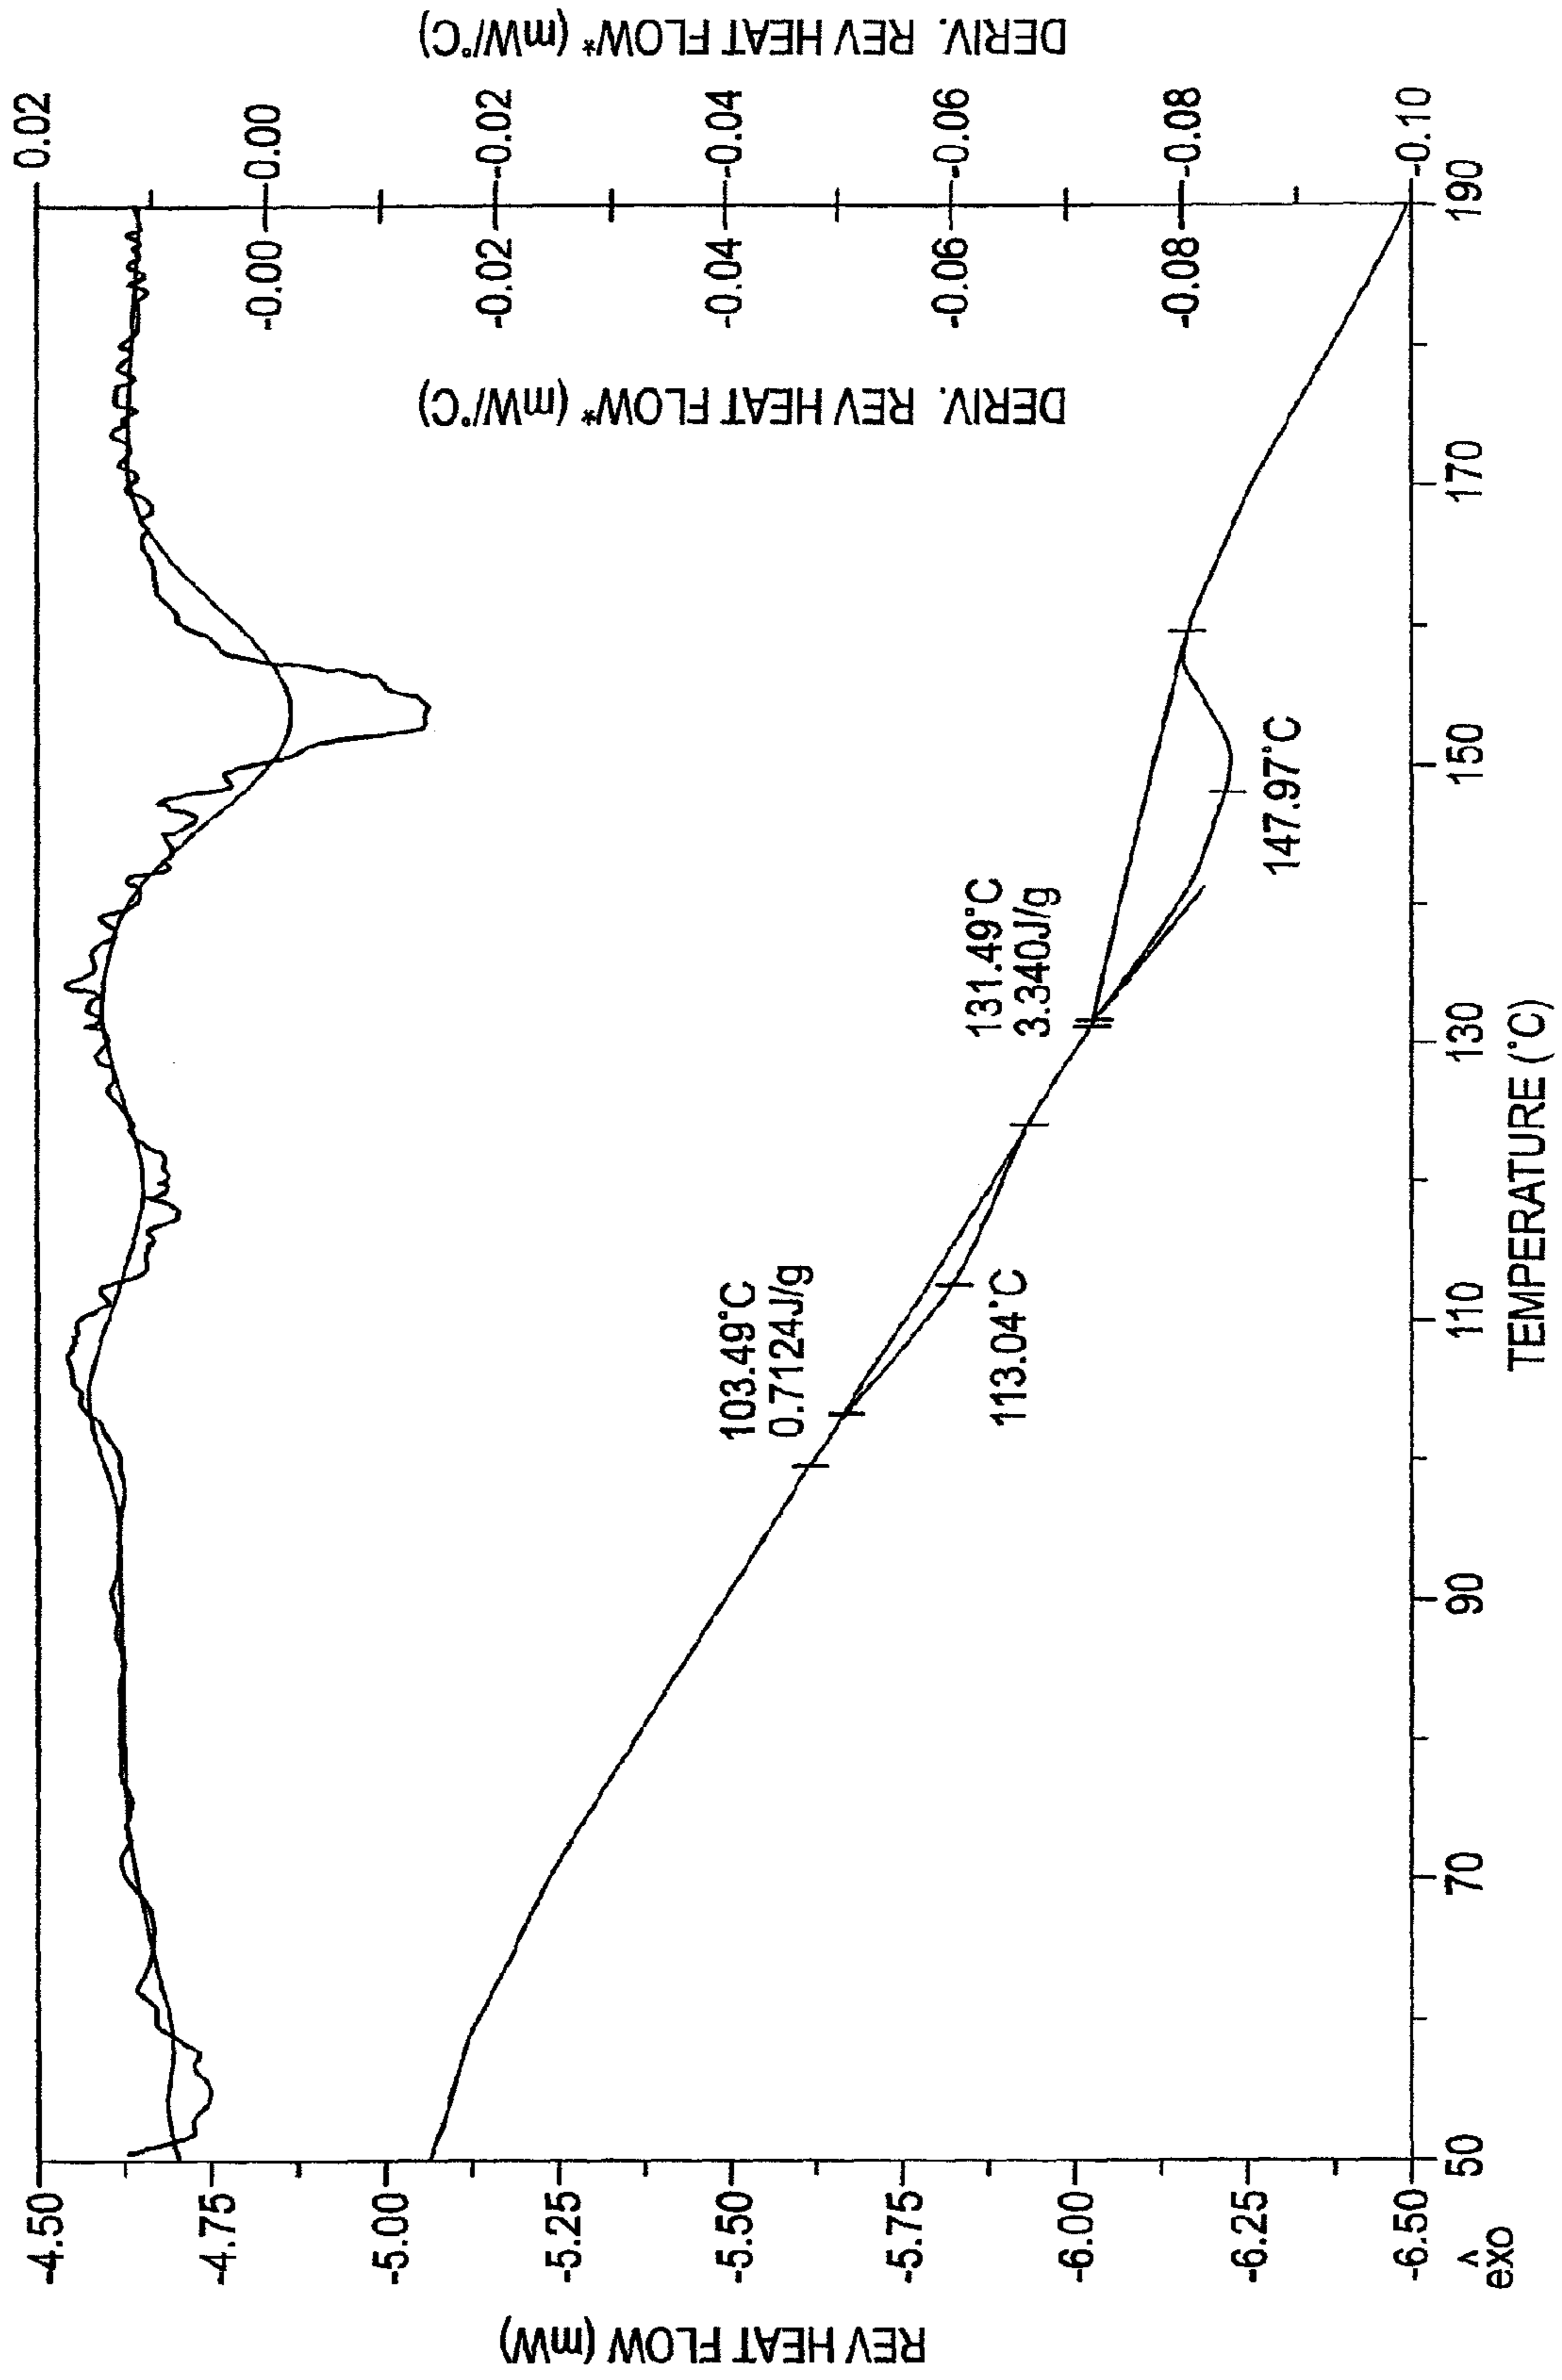 REV HEAT FLOW (mW)
-4.50
-4.75
-5.00
-5.25
-5.50
-5.75
-6.00
-6.25
-6.50
^
exo
103.49°C
0.7124J/g
113.04°C
131.49°C
3.340J/g
147.97°C
50
70
90
110
130
150
170
190
TEMPERATURE (°C)
DERIV. REV HEAT FLOW* (mW/°C)
-0.00
-0.02
-0.04
-0.06
-0.08
0.02
-0.00
-0.02
-0.04
-0.06
-0.08
-0.10
DERIV. REV HEAT FLOW* (mW/°C)